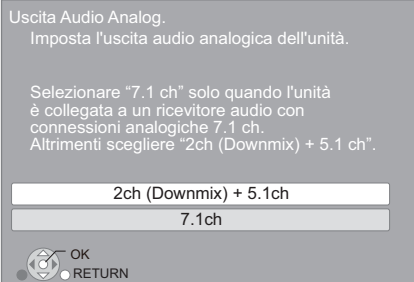 Uscita Audio Analog.
Imposta l'uscita audio analogica dell'unità.
Selezionare “7.1 ch” solo quando l'unità
è collegata a un ricevitore audio con
connessioni analogiche 7.1 ch.
Altrimenti scegliere “2ch (Downmix) + 5.1 ch”.
2ch (Downmix) + 5.1ch
7.1ch
OK
RETURN